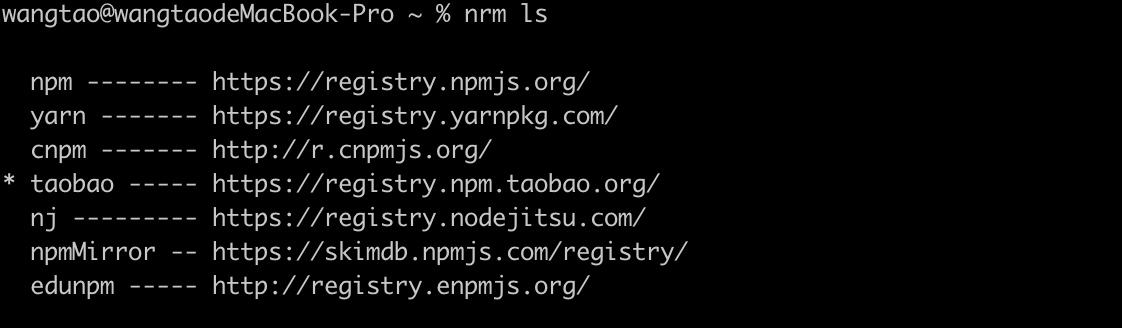 wangtao@wangtaodeMacBook-Pro ~ % nrm ls
npm -------- https://registry.npmjs.org/
yarn ------- https://registry.yarnpkg.com/
cnpm ------- http://r.cnpmjs.org/
* taobao ----- https://registry.npm.taobao.org/
nj --------- https://registry.nodejitsu.com/
npmMirror -- https://skimdb.npmjs.com/registry/
edunpm ----- http://registry.enpmjs.org/